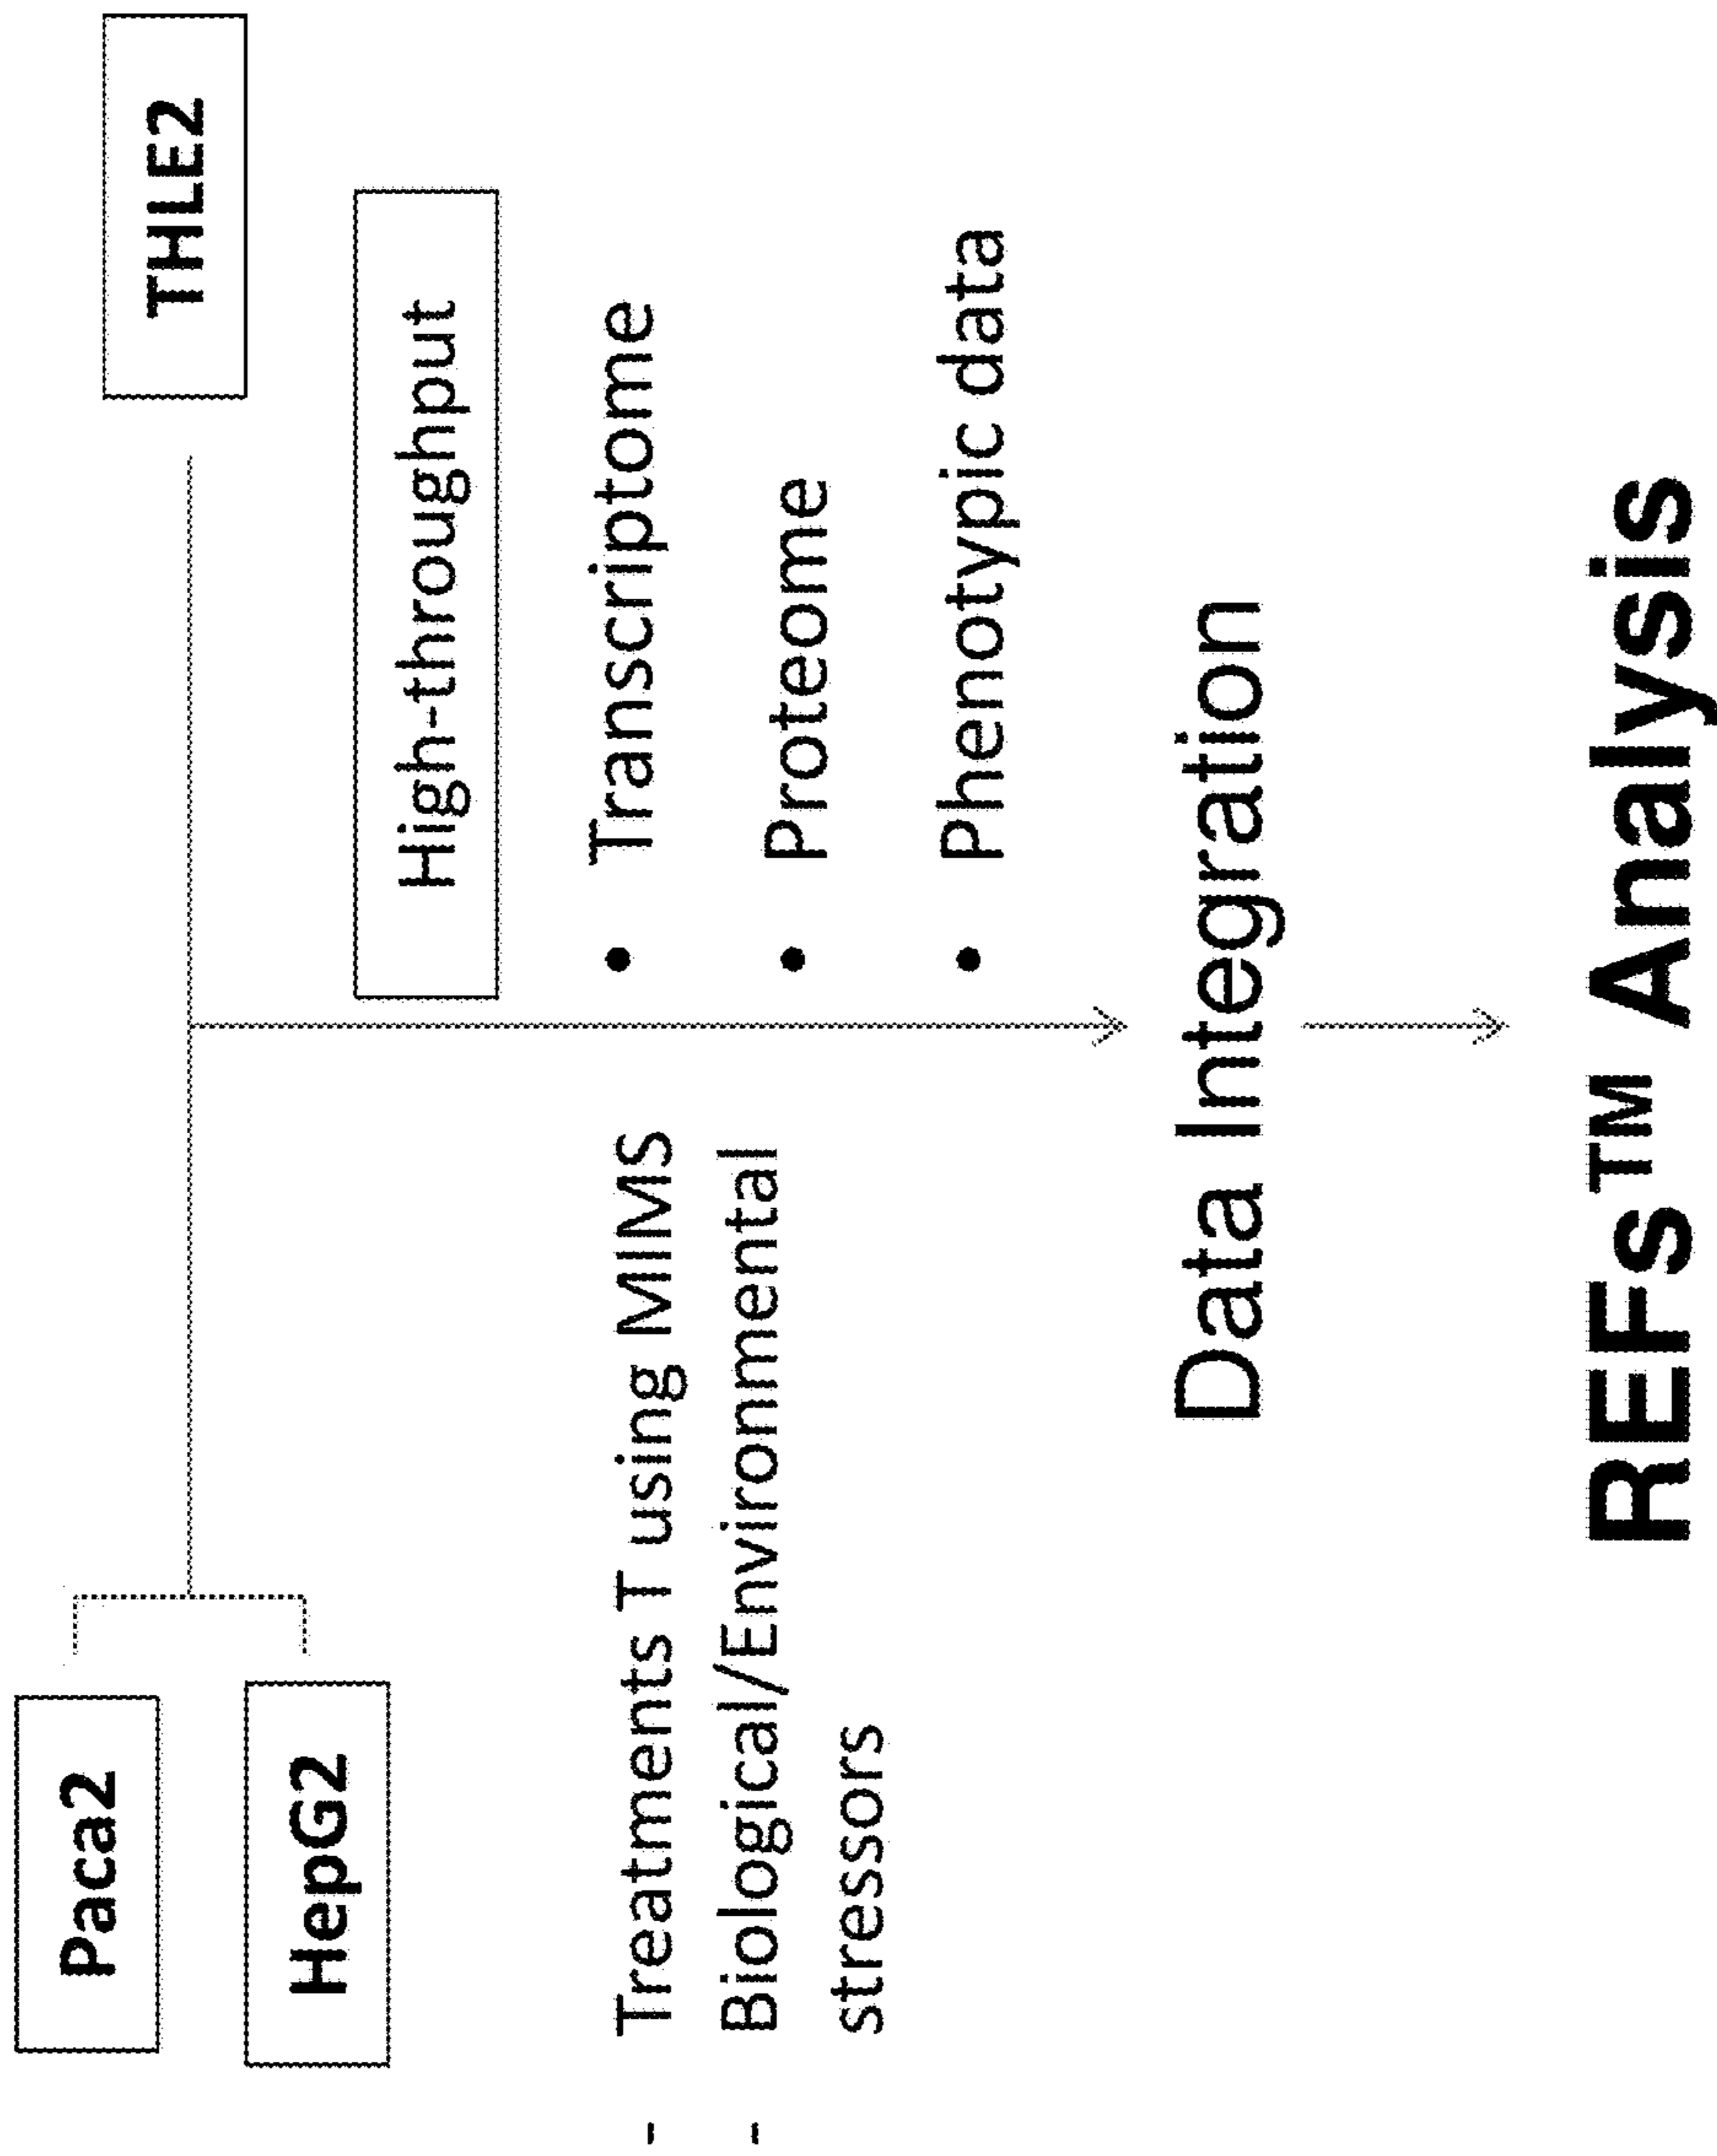 Paca2
HepG2
THLE2
High-throughput
- Treatments T using MIMS
- Biological/Environmental
stressors
• Transcriptome
• Proteome
• Phenotypic data
Data Integration
REFs™ Analysis